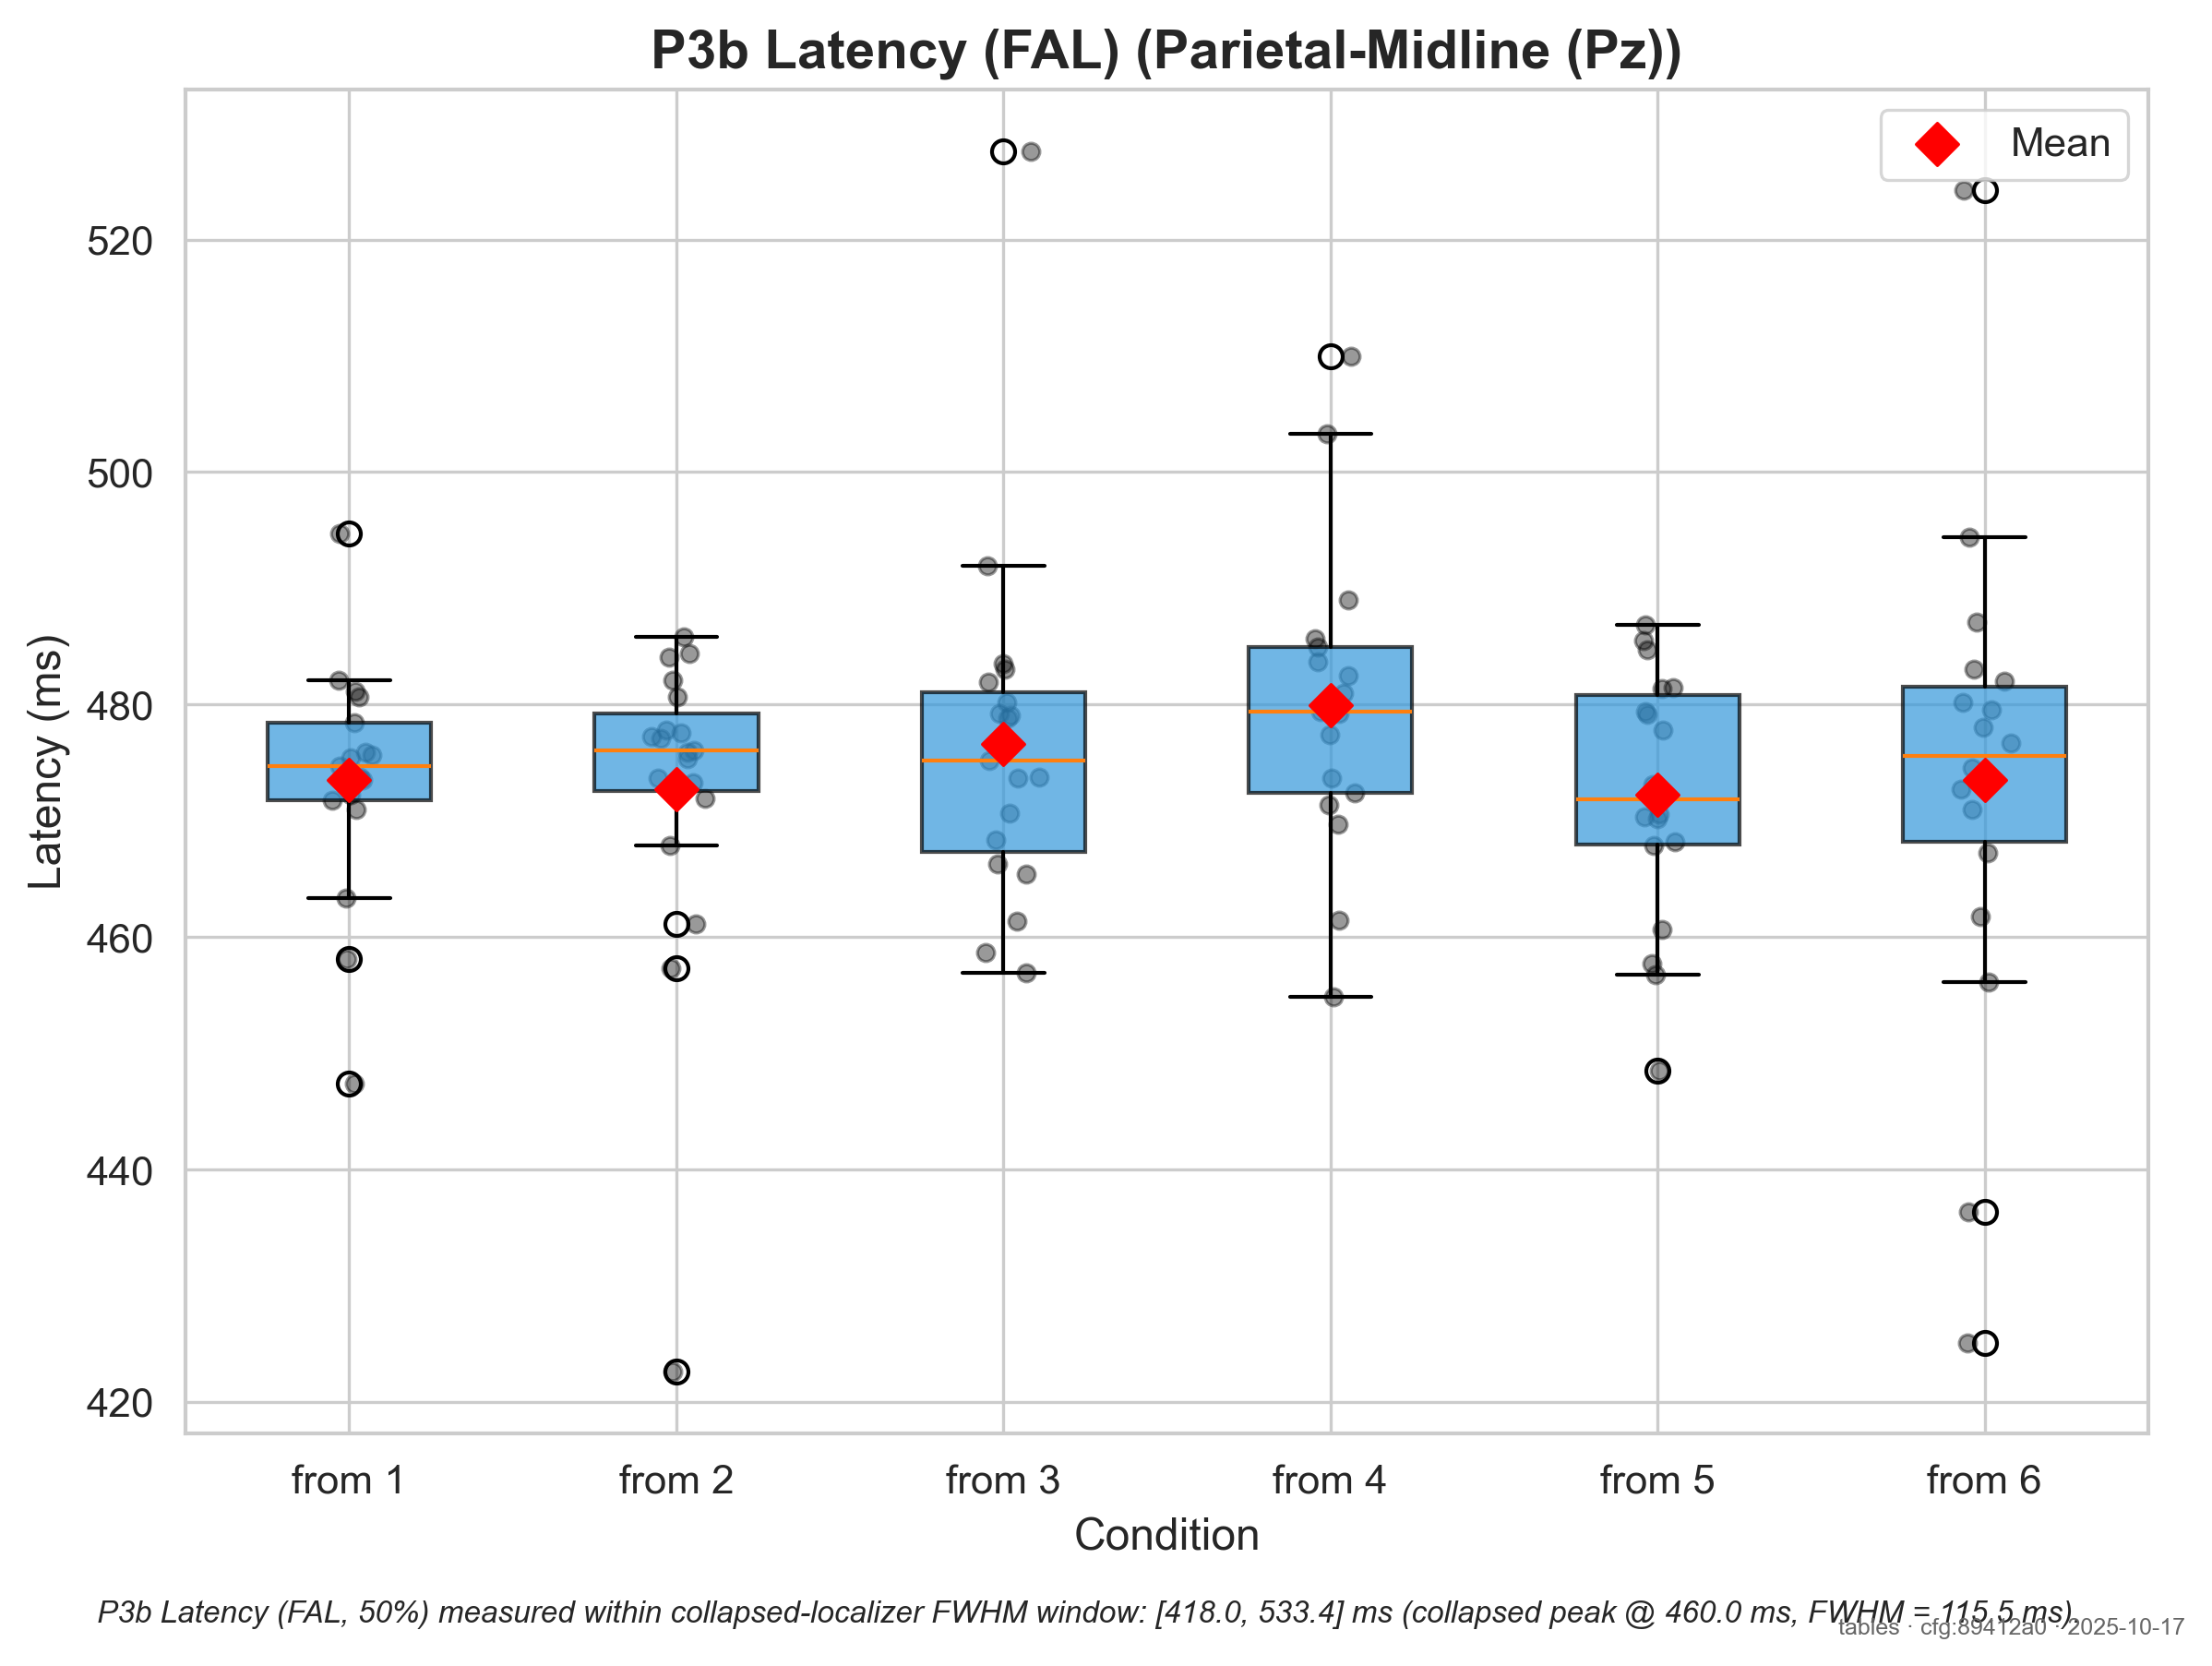 P3b Latency (FAL) (Parietal-Midline (Pz))
Mean
520
500
480
460
440
420
Latency (ms)
from 1
from 2
from 3
from 4
from 5
from 6
Condition
P3b Latency (FAL, 50%) measured within collapsed-localizer FWHM window: [418.0, 533.4] ms (collapsed peak @ 460.0 ms, FWHM = 115.5 ms).
tables · cfg:89412a0 · 2025-10-17